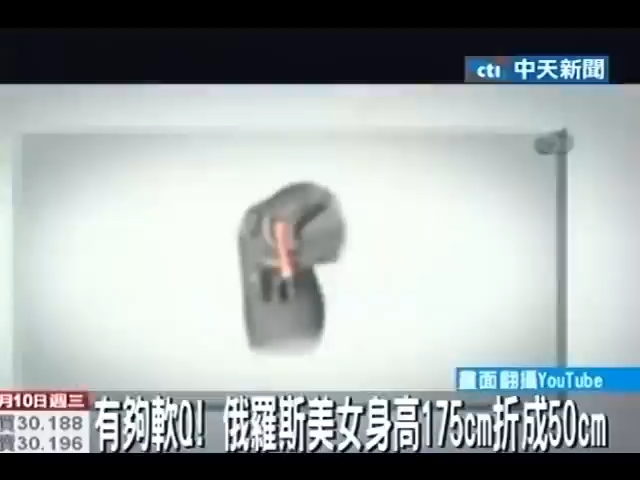 cti 中天新聞
畫面翻攝YouTube
月10日週三
買30.188
賣30.196
有夠軟Q! 俄羅斯美女身高175cm折成50cm